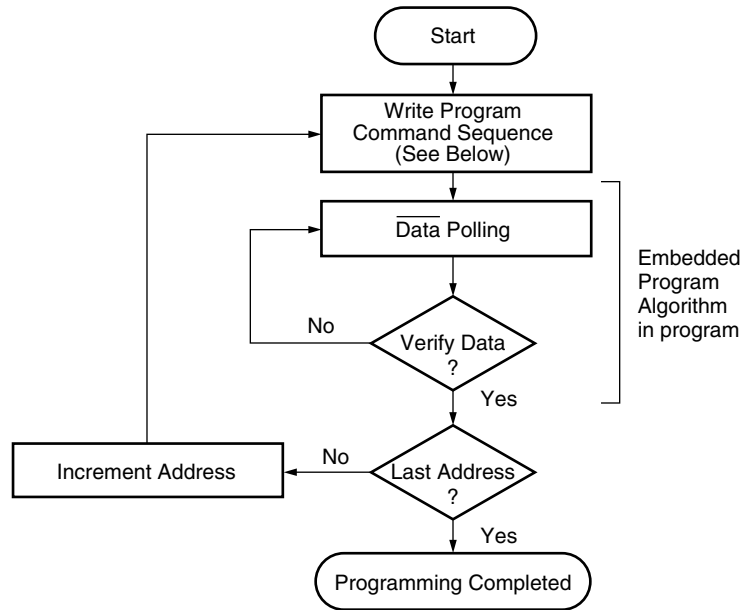 Start
Write Program
Command Sequence
(See Below)
Data Polling
Embedded
Program
Algorithm
in program
No
Verify Data
?
Yes
Increment Address
No
Last Address
?
Yes
Programming Completed